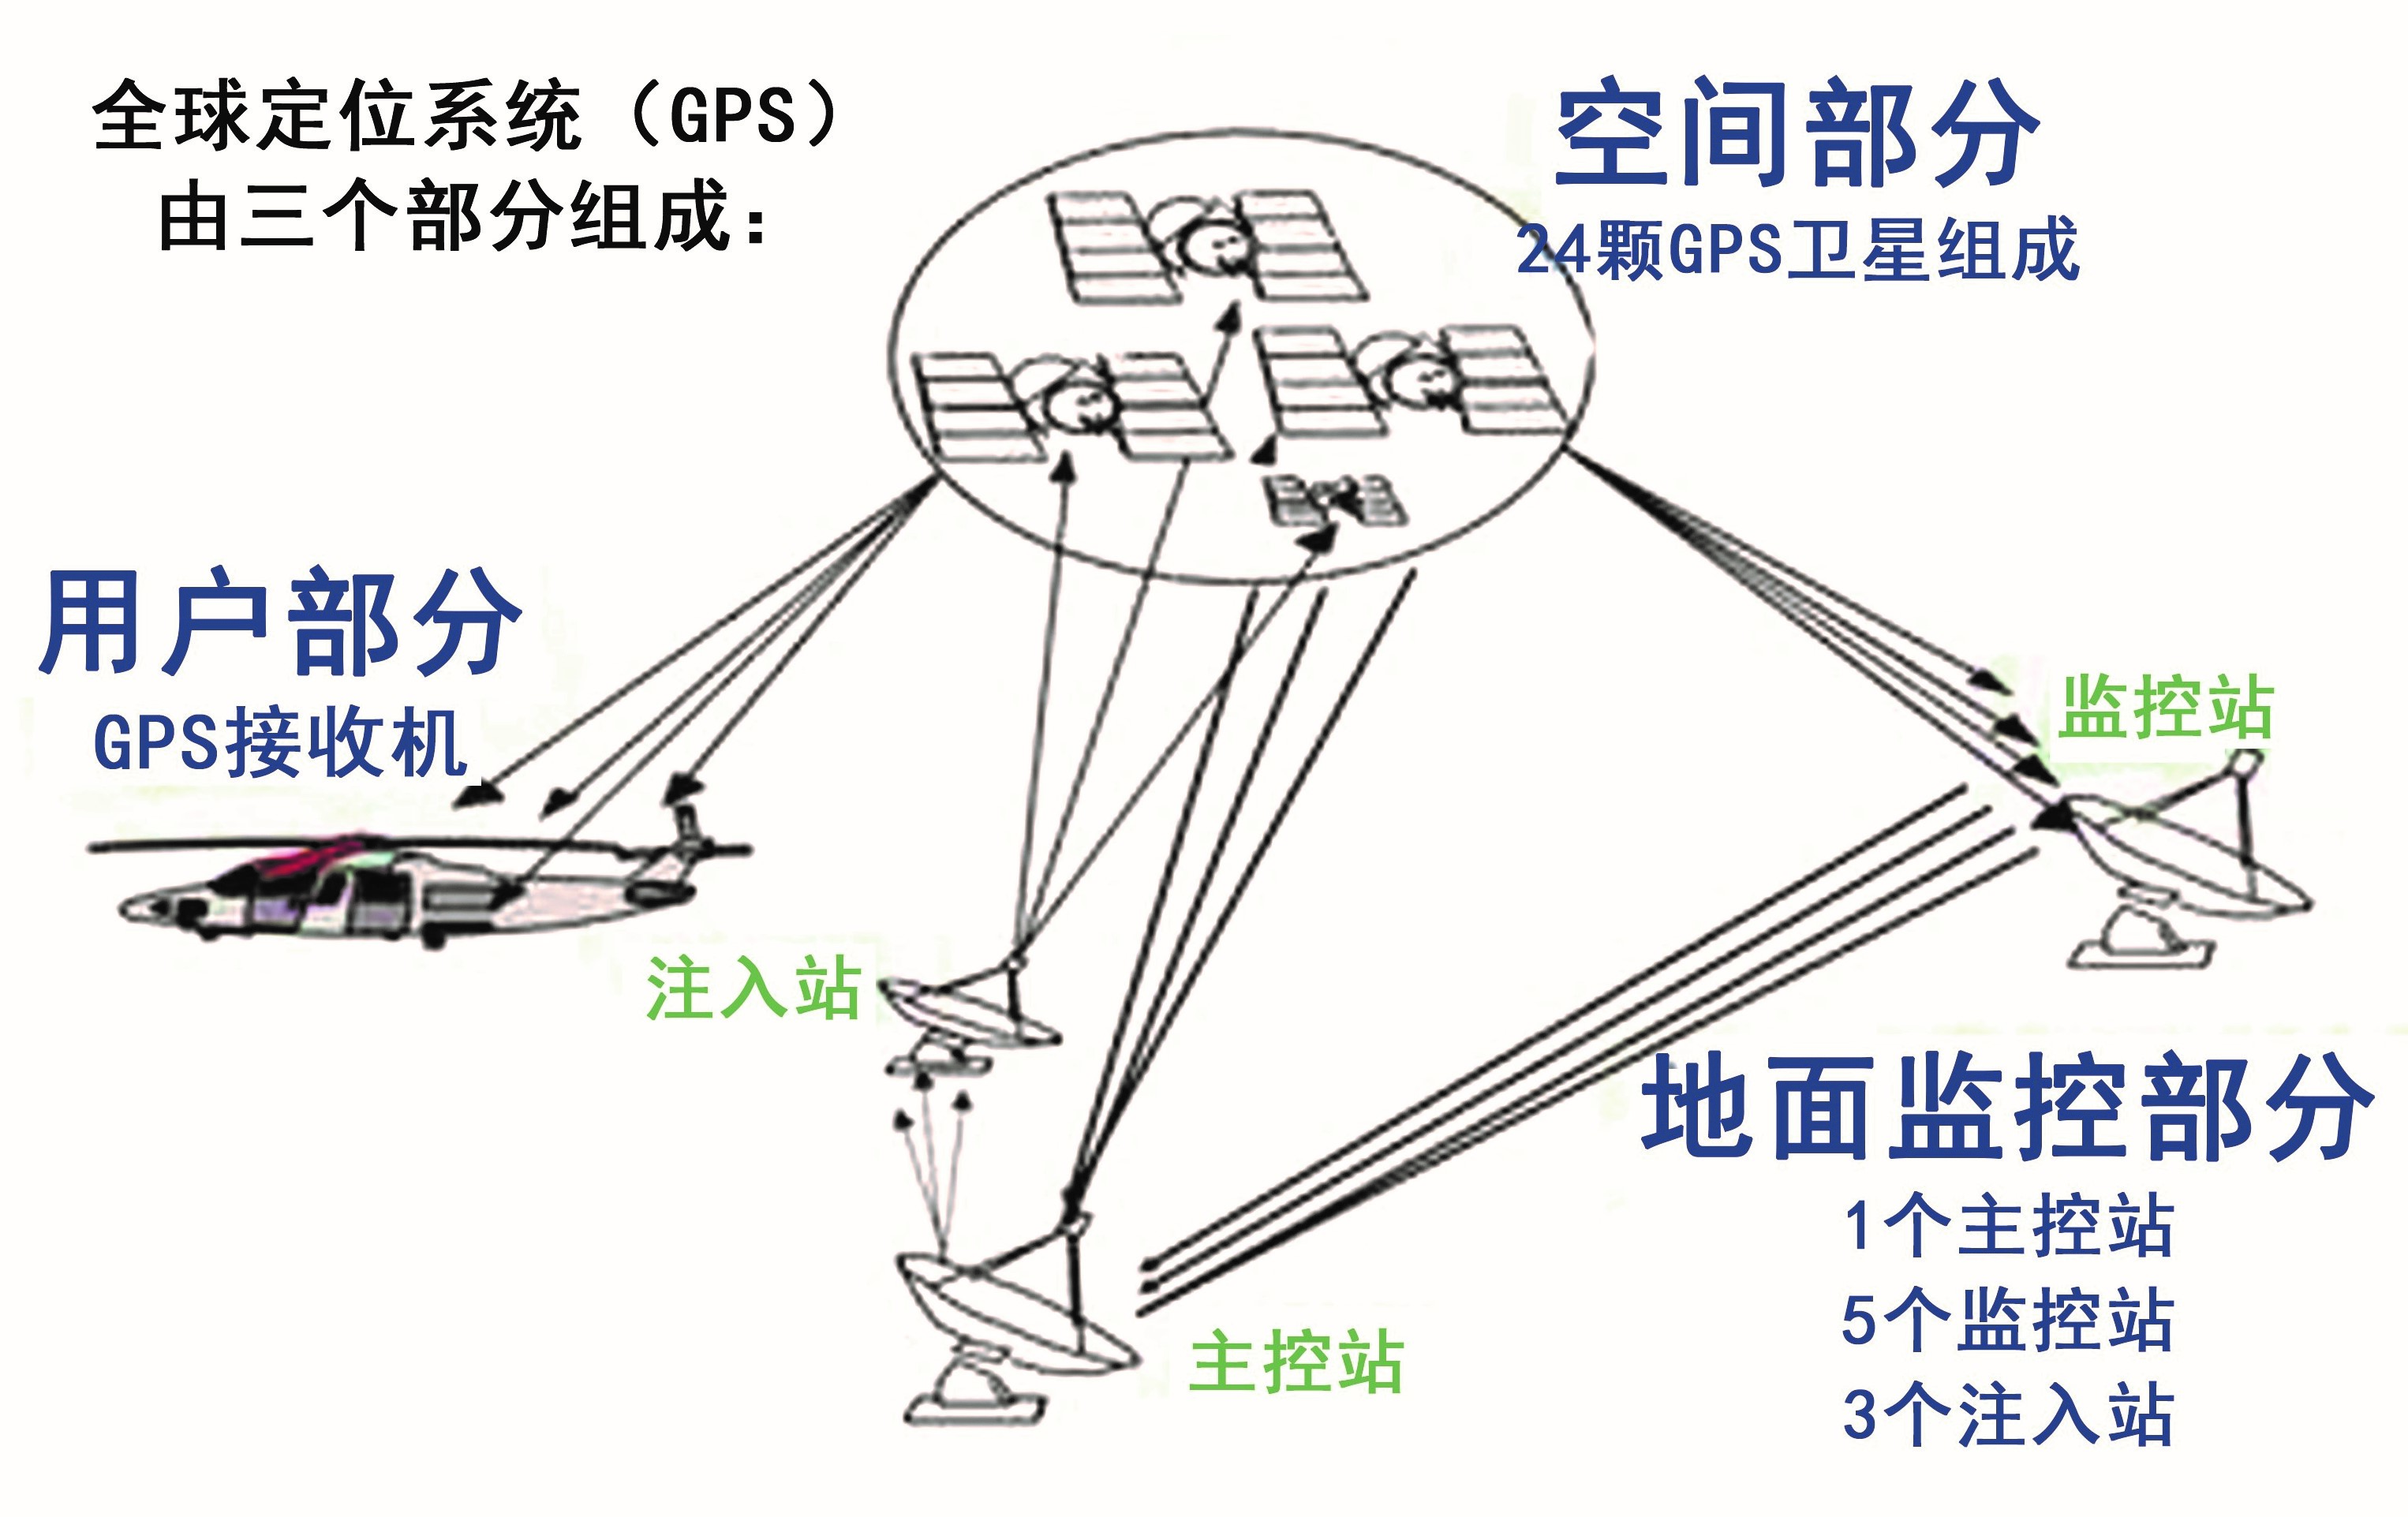 全球定位系统（GPS）
由三个部分组成：
空间部分
24颗GPS卫星组成
用户部分
GPS接收机
监控站
注入站
地面监控部分
1个主控站
5个监控站
3个注入站
主控站